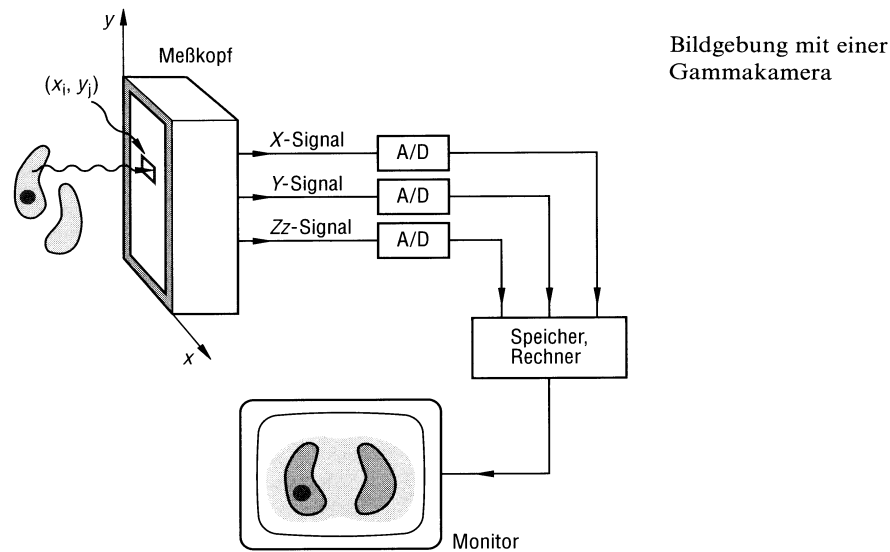 Bildgebung mit einer
Gammakamera
y
Meßkopf
(xi, yj)
X-Signal
A/D
Y-Signal
A/D
Zz-Signal
A/D
x
Speicher,
Rechner
Monitor